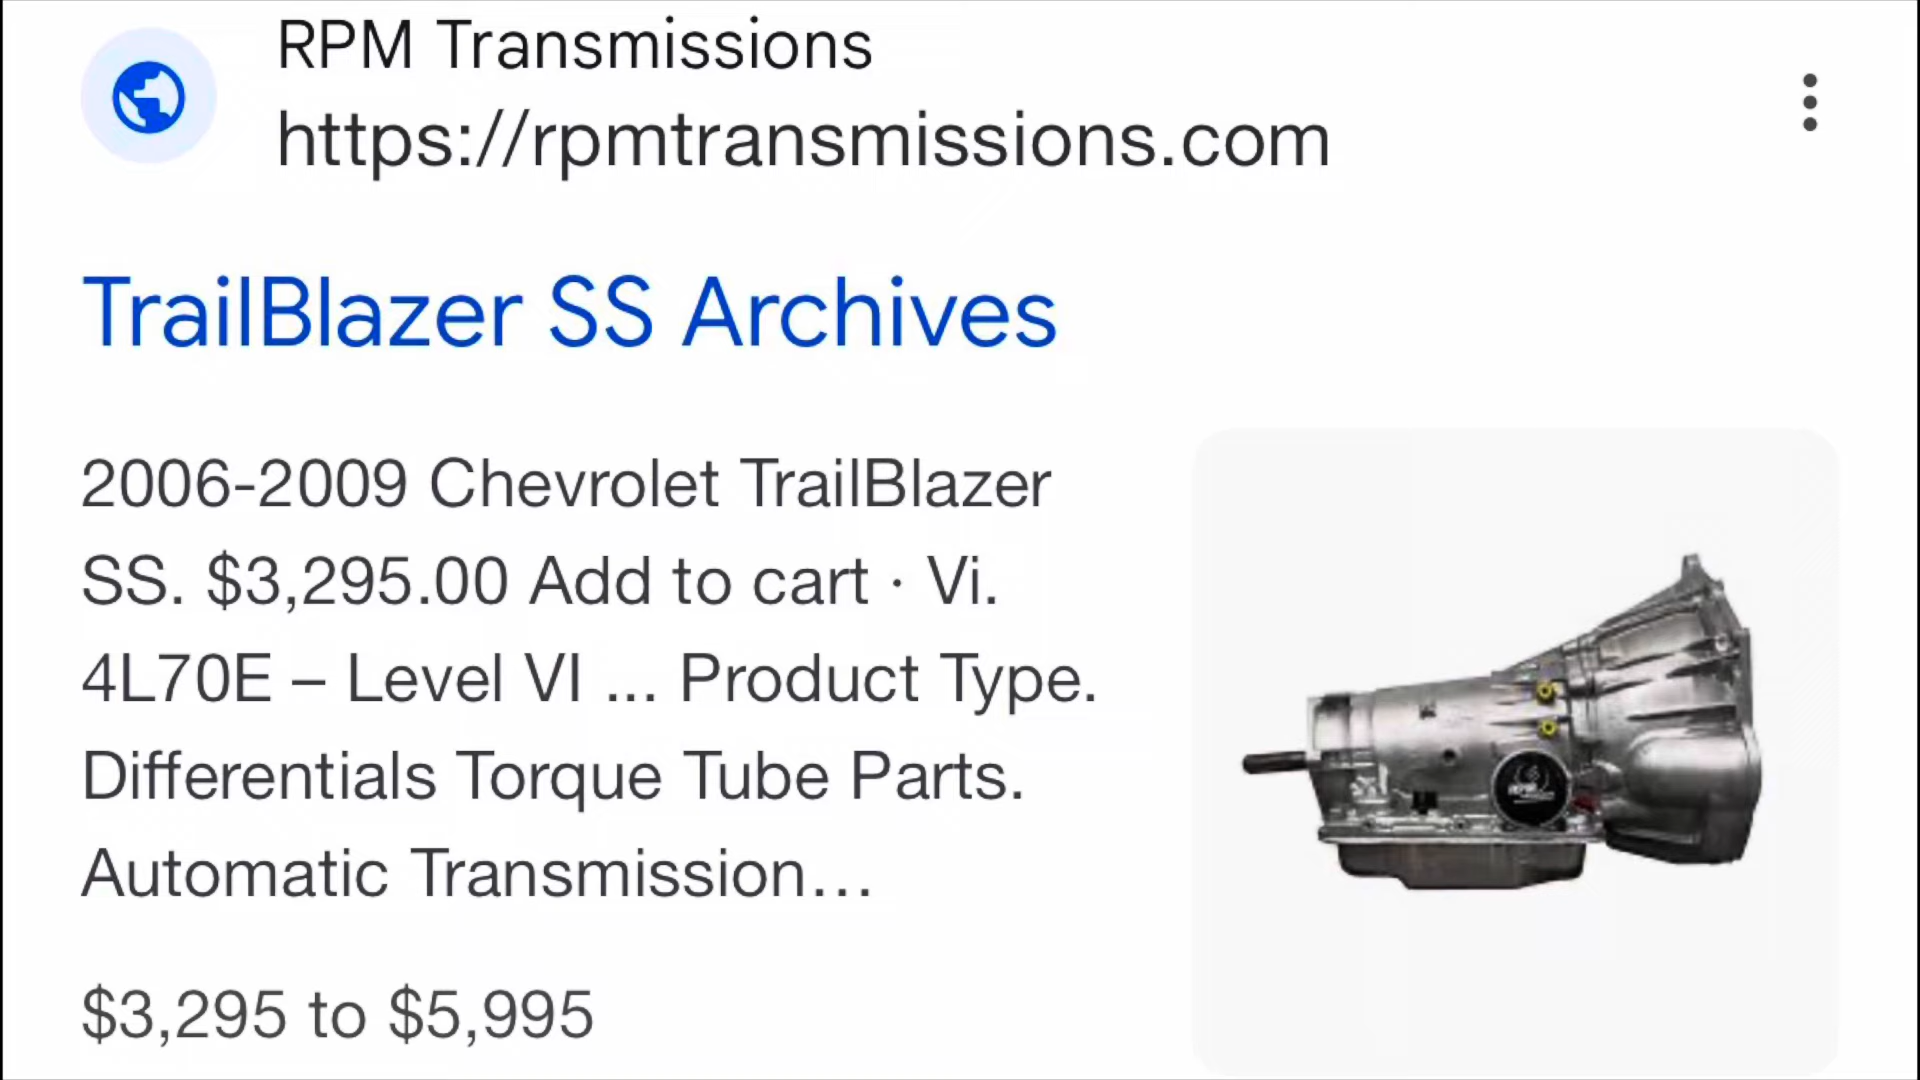 RPM Transmissions
https://rpmtransmissions.com
TrailBlazer SS Archives
2006-2009 Chevrolet TrailBlazer
SS. $3,295.00 Add to cart · Vi.
4L70E – Level VI ... Product Type.
Differentials Torque Tube Parts.
Automatic Transmission...
$3,295 to $5,995